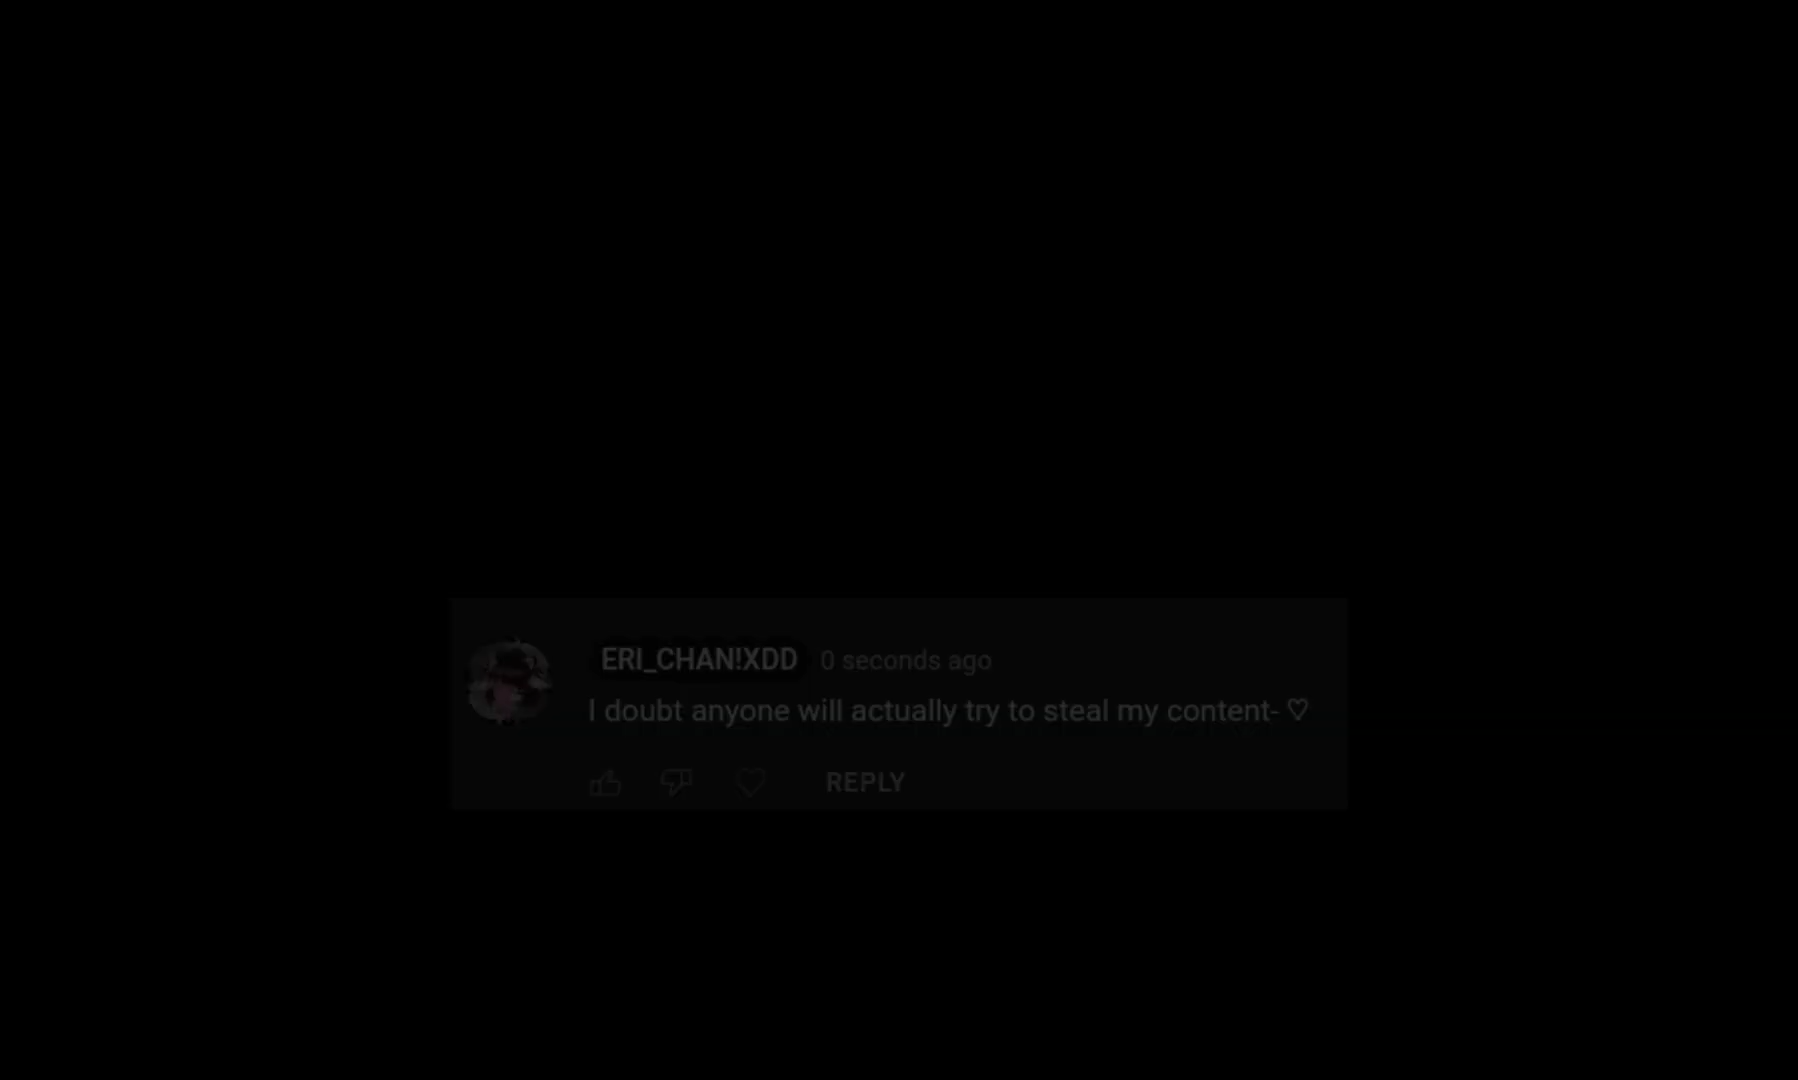 ERI_CHAN!XDD 0 seconds ago
I doubt anyone will actually try to steal my content- ♡
REPLY